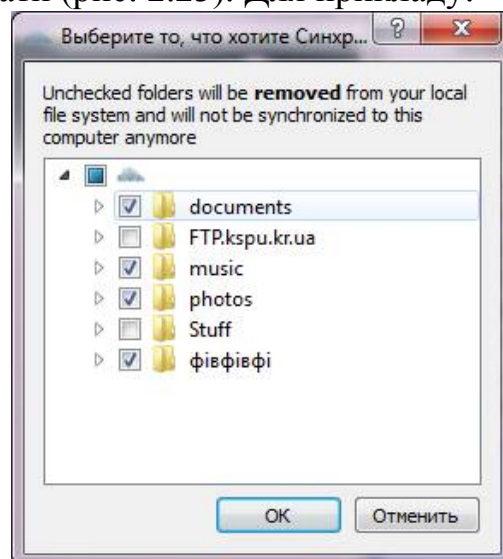 (рис. 2.25). Для прикладу:
Выберите то, что хотите Синхр...
Unchecked folders will be removed from your local
file system and will not be synchronized to this
computer anymore
documents
FTP.kspu.kr.ua
music
photos
Stuff
фівфівфі
OK
Отменить